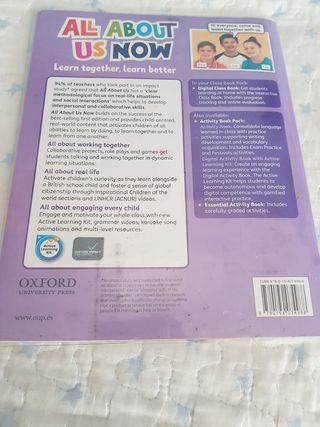 ALL ABOUT
US NOW
Learn together, learn better
Hi everyone, come and
learn together with us.
94% of teachers who took part in an impact
study* agreed that All About Us has a 'clear
methodological focus on real-life situations
and social interactions' which helps to develop
interpersonal and collaborative skills.
All About Us Now builds on the success of the
best-selling first edition and provides child centred,
real-world content that activates children of all
abilities to learn by doing, to learn together and to
learn from one another.
All about working together
Collaborative projects, role plays and games get
students talking and working together in dynamic
learning situations.
All about real life
Activate children's curiosity as they learn alongside
a British school child and foster a sense of global
citizenship through inspirational Children of the
world sections and UNHCR (ACNUR) videos.
All about engaging every child
Engage and motivate your whole class with new
Active Learning Kit, grammar videos, karaoke song
animations and multi-level resources.
Active
Learning
Kit
In your Class Book Pack:
• Digital Class Book: Get students
learning at home with the interactive
Class Book. Includes progress
tracking and online evaluation.
Also available:
• Activity Book Pack:
Activity Book: Consolidate language
learned in class with practice
activities supporting writing
development and vocabulary
acquisition. Includes Exam Practice
and Festivals activities.
Digital Activity Book with Active
Learning Kit: Create an engaging
learning experience with the
Digital Activity Book. The Active
Learning Kit helps students to
become autonomous and develop
digital competence with gamified
interactive practice.
• Essential Activity Book: Includes
carefully graded activities.
OXFORD
UNIVERSITY PRESS
www.oup.es